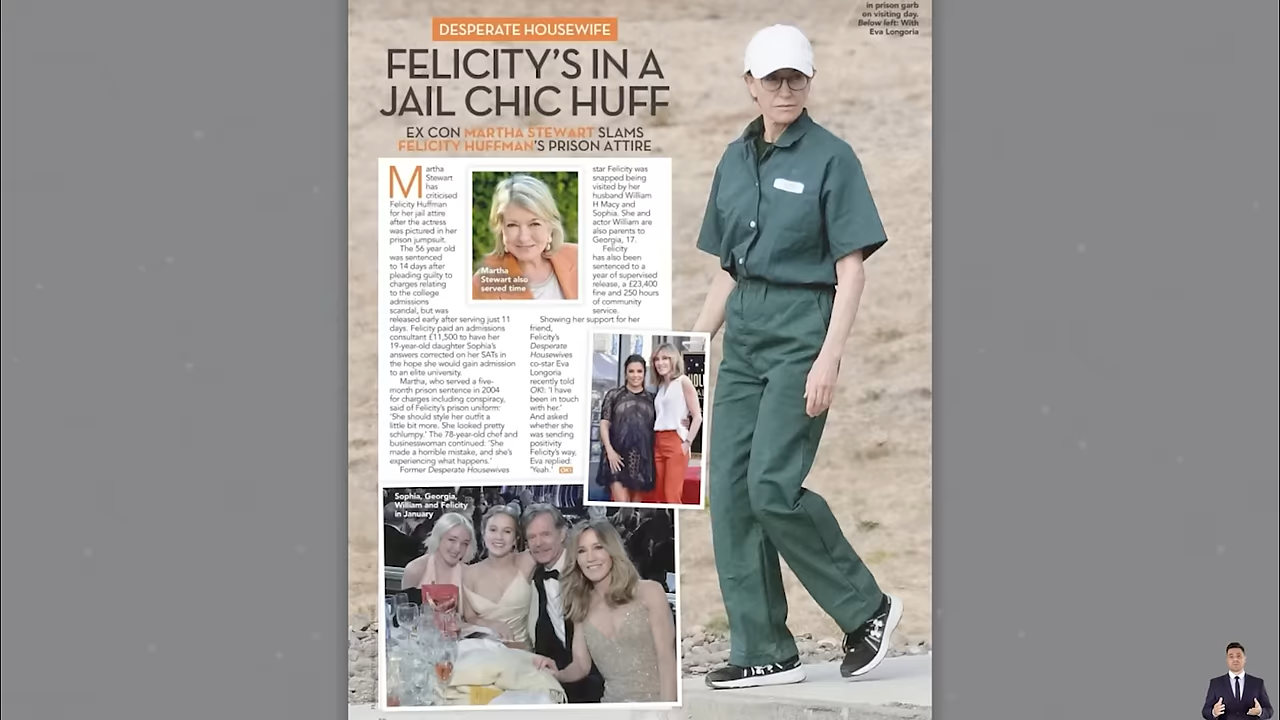 in prison garb
on visiting day.
Below left: With
Eva Longoria
DESPERATE HOUSEWIFE
FELICITY'S IN A
JAIL CHIC HUFF
EX CON MARTHA STEWART SLAMS
FELICITY HUFFMAN'S PRISON ATTIRE
Martha
Stewart
has
criticised
Felicity Huffman
for her jail attire
after the actress
was pictured in her
prison jumpsuit.
The 56 year old
was sentenced
to 14 days after
pleading guilty to
charges relating
to the college
admissions
scandal, but was
released early after serving just 11
days. Felicity paid an admissions
consultant £11,500 to have her
19-year-old daughter Sophia's
answers corrected on her SATs in
the hope she would gain admission
to an elite university.
Martha, who served a five-
month prison sentence in 2004
for charges including conspiracy,
said of Felicity's prison uniform:
'She should style her outfit a
little bit more. She looked pretty
schlumpy.' The 78-year-old chef and
businesswoman continued: 'She
made a horrible mistake, and she's
experiencing what happens.'
Former Desperate Housewives
star Felicity was
snapped being
visited by her
husband William
H Macy and
Sophia. She and
actor William are
also parents to
Georgia, 17.
Felicity
has also been
sentenced to a
year of supervised
release, a £23,400
fine and 250 hours
of community
service.
Showing her support for her
friend,
Felicity's
Desperate
Housewives
co-star Eva
Longoria
recently told
OK!: 'I have
been in touch
with her.'
And asked
whether she
was sending
positivity
Felicity's way,
Eva replied:
'Yeah.' OK!
Martha
Stewart also
served time
Sophia, Georgia,
William and Felicity
in January